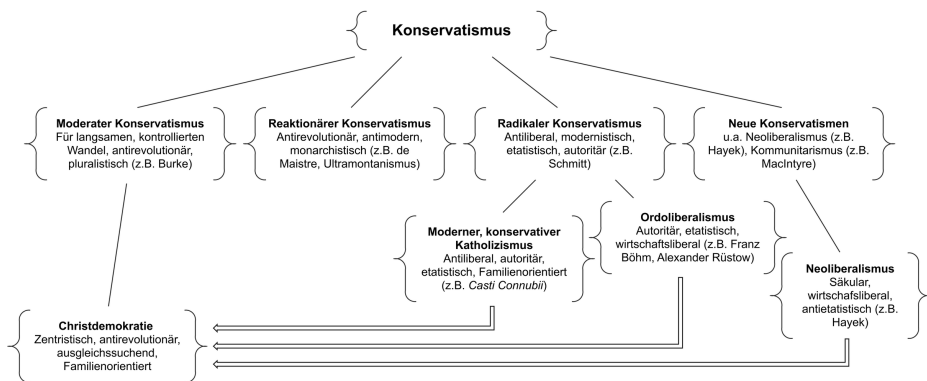 Konservatismus
Moderater Konservatismus
Für langsamen, kontrollierten
Wandel, antirevolutionär,
pluralistisch (z.B. Burke)
Reaktionärer Konservatismus
Antirevolutionär, antimodern,
monarchistisch (z.B. de
Maistre, Ultramontanismus)
Radikaler Konservatismus
Antiliberal, modernistisch,
etatistisch, autoritär (z.B.
Schmitt)
Neue Konservatismen
u.a. Neoliberalismus (z.B.
Hayek), Kommunitarismus (z.B.
MacIntyre)
Moderner, konservativer
Katholizismus
Antiliberal, autoritär,
etatistisch, Familienorientiert
(z.B. Casti Connubii)
Ordoliberalismus
Autoritär, etatistisch,
wirtschaftsliberal (z.B. Franz
Böhm, Alexander Rüstow)
Neoliberalismus
Säkular,
wirtschafsliberal,
antietatistisch (z.B.
Hayek)
Christdemokratie
Zentristisch, antirevolutionär,
ausgleichssuchend,
Familienorientiert